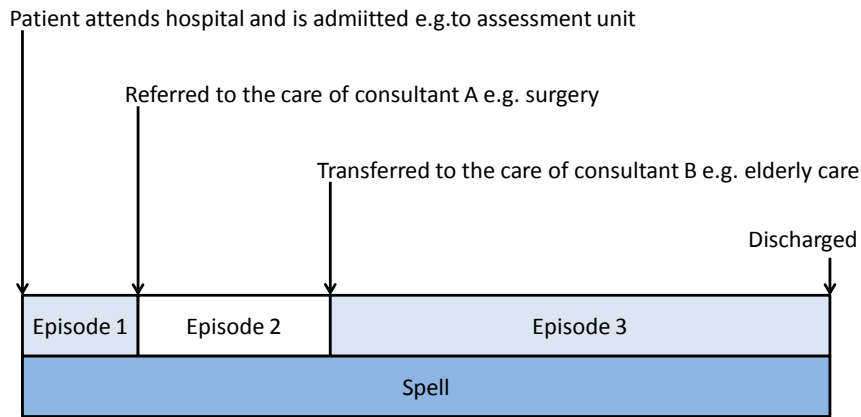 Patient attends hospital and is admiitted e.g.to assessment unit
Referred to the care of consultant A e.g. surgery
Transferred to the care of consultant B e.g. elderly care
Discharged
Episode 1
Episode 2
Episode 3
Spell